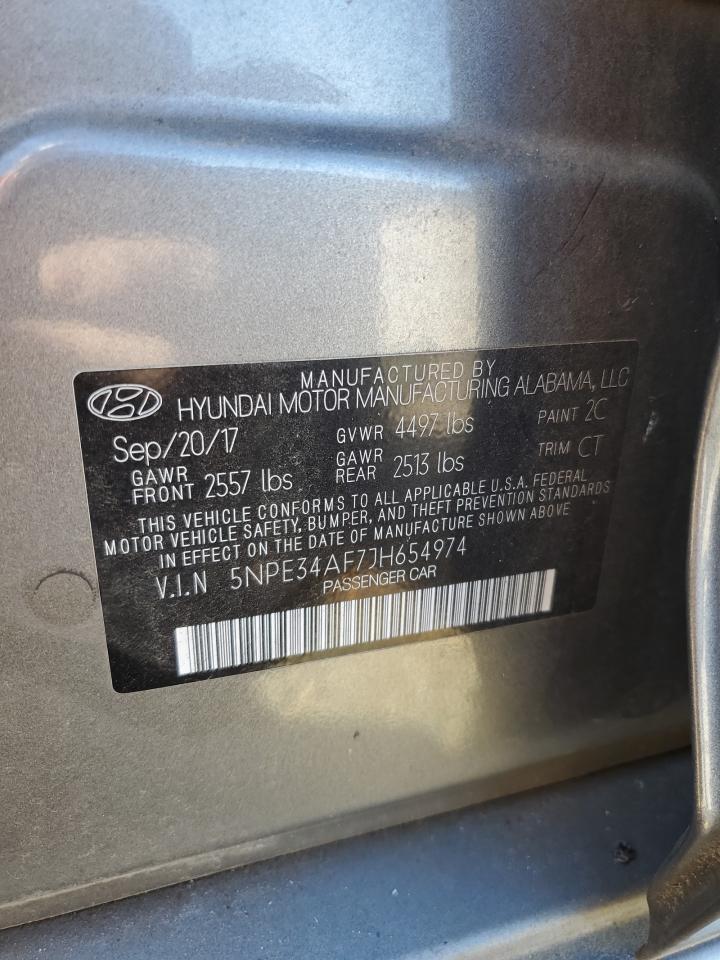 MANUFACTURED BY
HYUNDAI MOTOR MANUFACTURING ALABAMA, LLC
Sep/20/17 GVWR 4497 lbs PAINT 2C
GAWR FRONT 2557 lbs GAWR REAR 2513 lbs TRIM CT
THIS VEHICLE CONFORMS TO ALL APPLICABLE U.S.A. FEDERAL
MOTOR VEHICLE SAFETY, BUMPER, AND THEFT PREVENTION STANDARDS
IN EFFECT ON THE DATE OF MANUFACTURE SHOWN ABOVE
V.I.N 5NPE34AF7JH654974
PASSENGER CAR